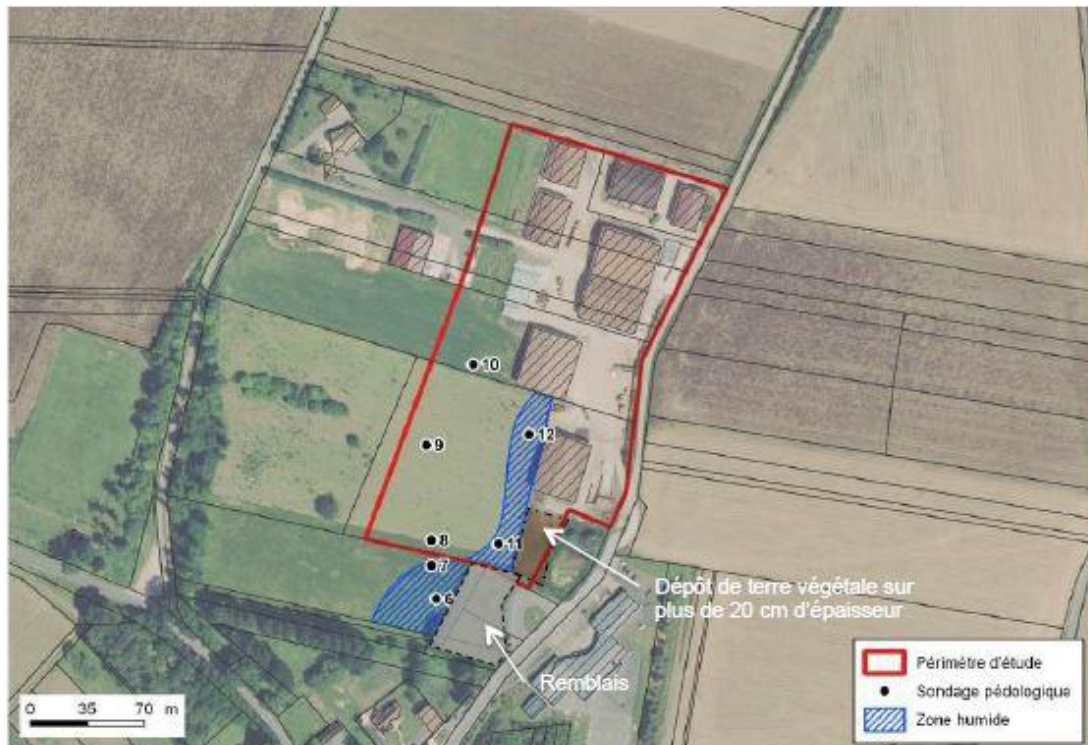 10
12
9
8
11
7
6
Dépôt de terre végétale sur
plus de 20 cm d'épaisseur
Remblais
0 35 70 m
Périmètre d'étude
Sondage pédologique
Zone humide